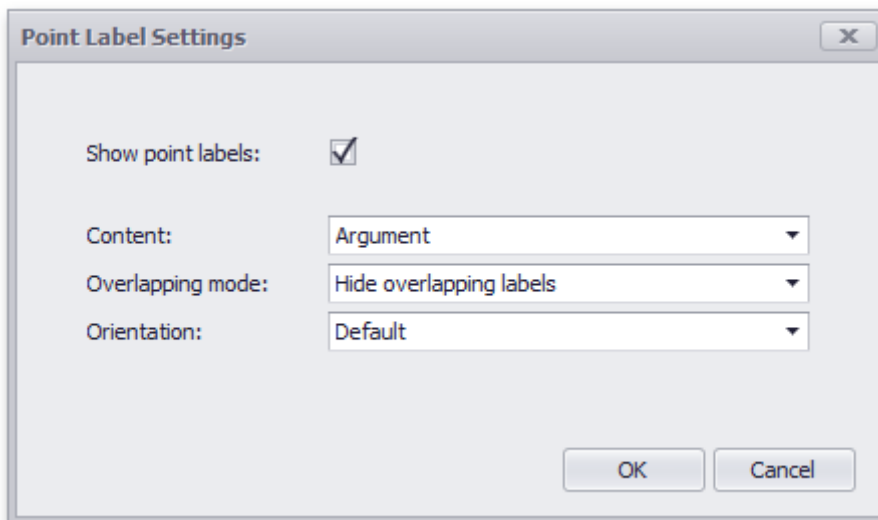 Point Label Settings
Show point labels:
Content: Argument
Overlapping mode: Hide overlapping labels
Orientation: Default
OK Cancel